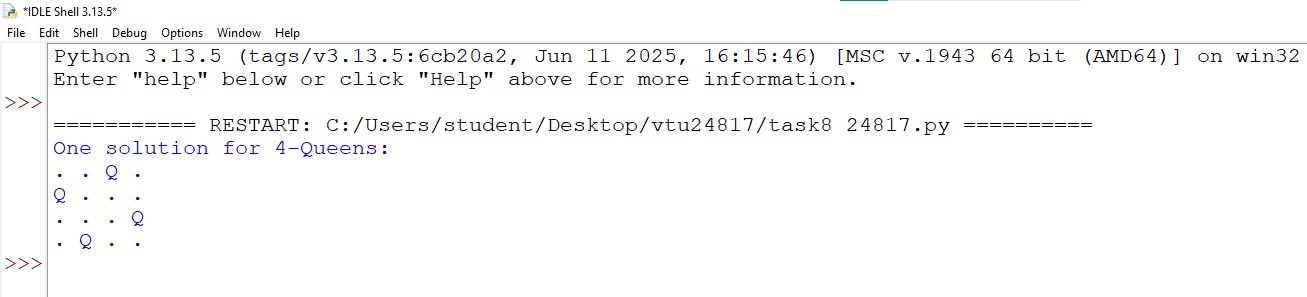 *IDLE Shell 3.13.5*
File Edit Shell Debug Options Window Help
Python 3.13.5 (tags/v3.13.5:6cb20a2, Jun 11 2025, 16:15:46) [MSC v.1943 64 bit (AMD64)] on win32
Enter "help" below or click "Help" above for more information.
>>>
=========== RESTART: C:/Users/student/Desktop/vtu24817/task8 24817.py ==========
One solution for 4-Queens:
. . Q .
Q . . .
. . . Q
. Q . .
>>>